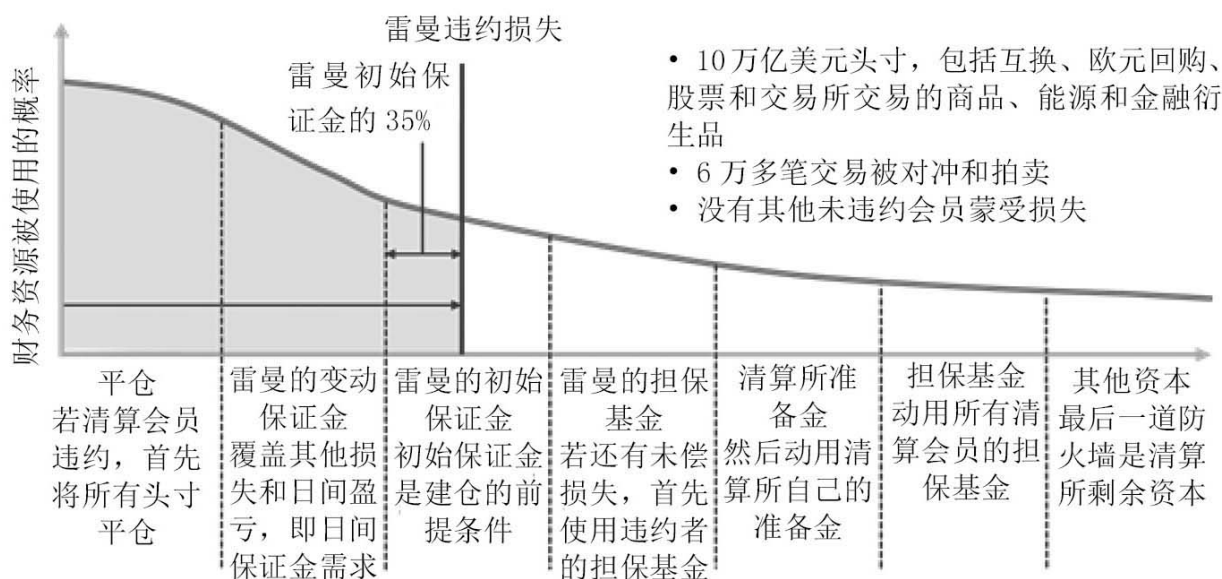 雷曼违约损失
雷曼初始保
证金的 35%
• 10万亿美元头寸，包括互换、欧元回购、
股票和交易所交易的商品、能源和金融衍
生品
• 6 万多笔交易被对冲和拍卖
• 没有其他未违约会员蒙受损失
财务资源被使用的概率
平仓
若清算会员
违约，首先
将所有头寸
平仓
雷曼的变动
保证金
覆盖其他损
失和日间盈
亏，即日间
保证金需求
雷曼的初始
保证金
初始保证金
是建仓的前
提条件
雷曼的担保
基金
若还有未偿
损失，首先
使用违约者
的担保基金
清算所准
备金
然后动用清
算所自己的
准备金
担保基金
动用所有清
算会员的担
保基金
其他资本
最后一道防
火墙是清算
所剩余资本